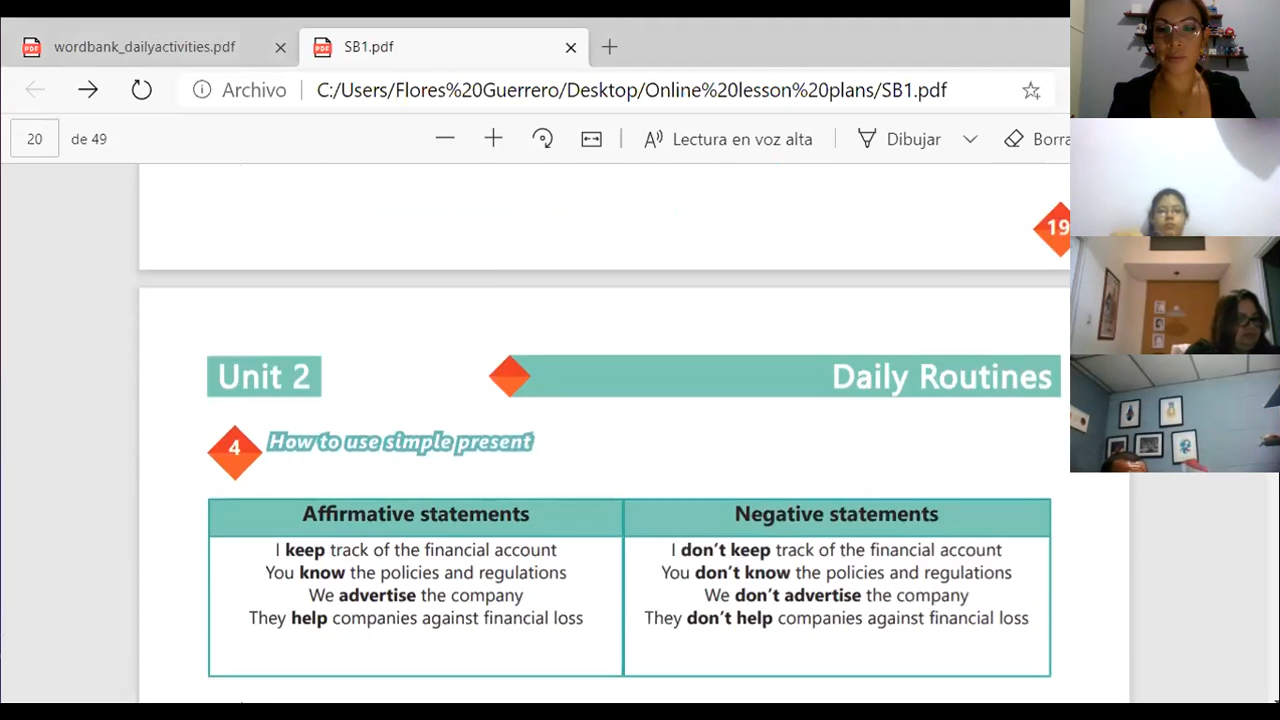 wordbank_dailyactivities.pdf
SB1.pdf
Archivo
C:/Users/Flores%20Guerrero/Desktop/Online%20lesson%20plans/SB1.pdf
20 de 49
Lectura en voz alta
Dibujar
Borra
19
Unit 2
Daily Routines
4 How to use simple present
Affirmative statements
I keep track of the financial account
You know the policies and regulations
We advertise the company
They help companies against financial loss
Negative statements
I don't keep track of the financial account
You don't know the policies and regulations
We don't advertise the company
They don't help companies against financial loss